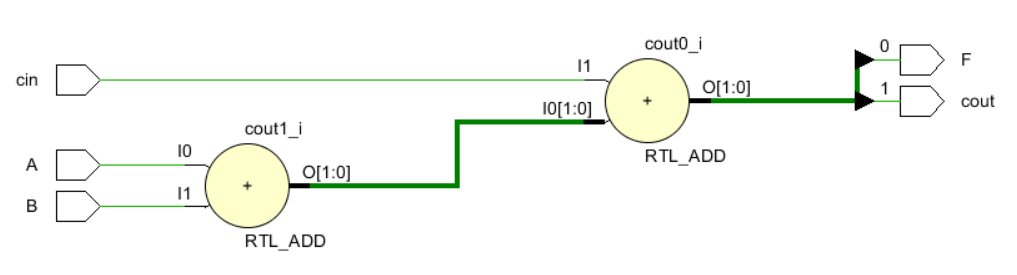 cout0_i
0
F
cin
I1
+
O[1:0]
1
cout
I0[1:0]
RTL_ADD
cout1_i
A
I0
+
O[1:0]
B
I1
RTL_ADD